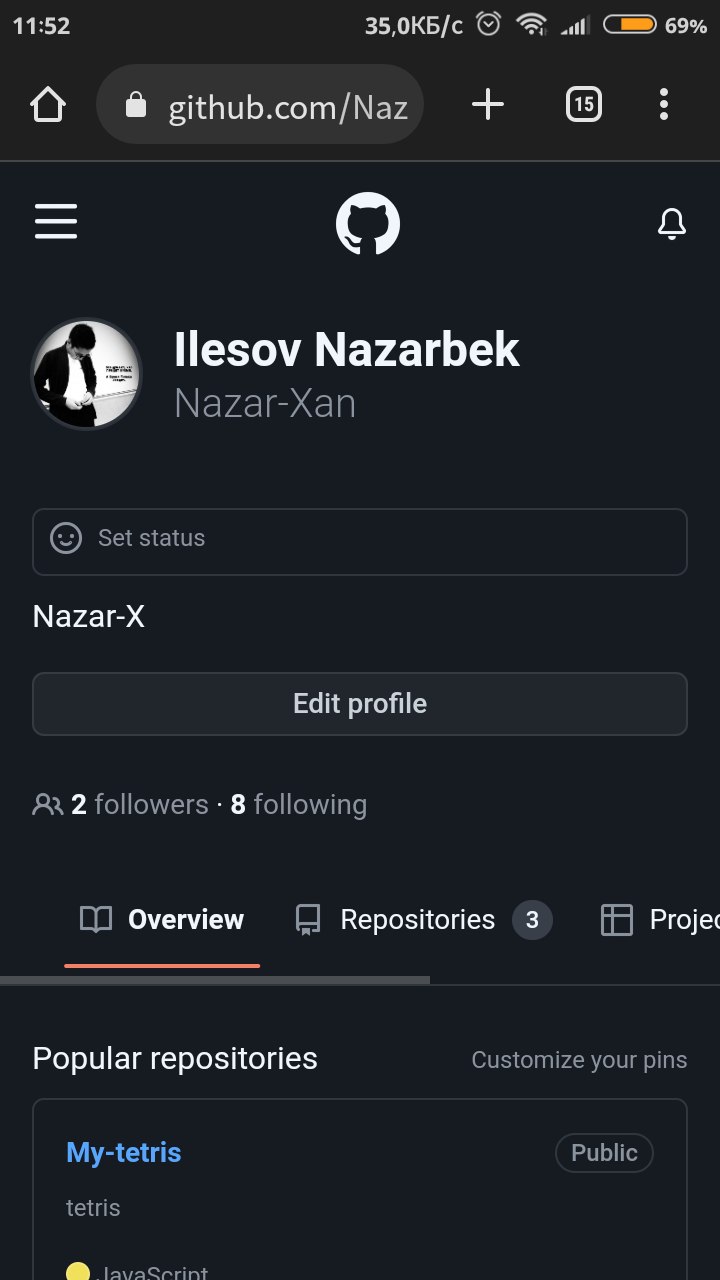 11:52 35,0КБ/с 69%
github.com/Naz 15
Ilesov Nazarbek
Nazar-Xan
Set status
Nazar-X
Edit profile
2 followers · 8 following
Overview Repositories 3 Projec
Popular repositories Customize your pins
My-tetris Public
tetris
JavaScript